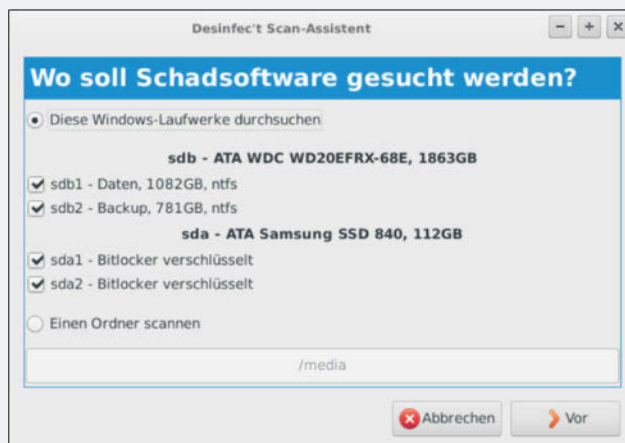 Desinfec't Scan-Assistent
Wo soll Schadsoftware gesucht werden?
Diese Windows-Laufwerke durchsuchen
sdb - ATA WDC WD20EFRX-68E, 1863GB
sdb1 - Daten, 1082GB, ntfs
sdb2 - Backup, 781GB, ntfs
sda - ATA Samsung SSD 840, 112GB
sda1 - Bitlocker verschlüsselt
sda2 - Bitlocker verschlüsselt
Einen Ordner scannen
/media
Abbrechen Vor